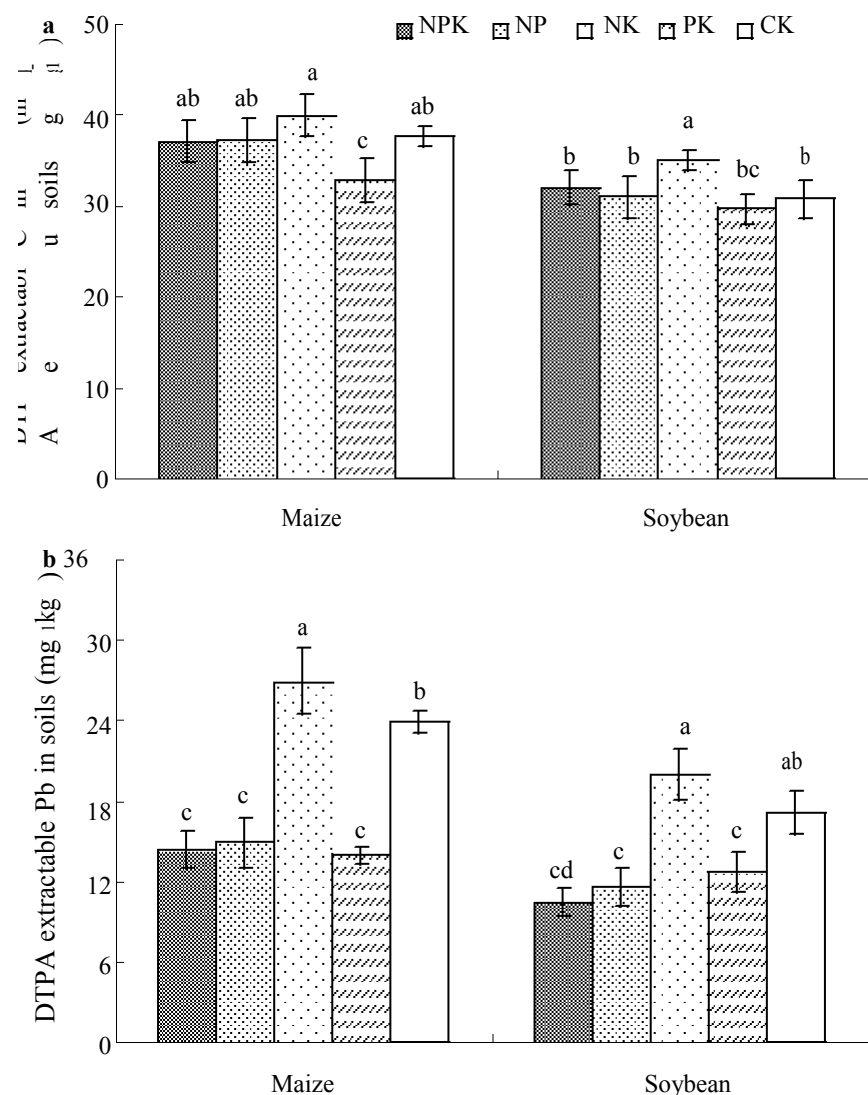 a 50 NPK NP NK PK CK
a
ab ab ab
40 a
c b b bc b
30
20
10
0
Maize Soybean
soils
extractabl
b 36
DTPA extractable Pb in soils (mg kg )
30 a
b
24 a
ab
18
c c c c
cd c
12
6
0
Maize Soybean